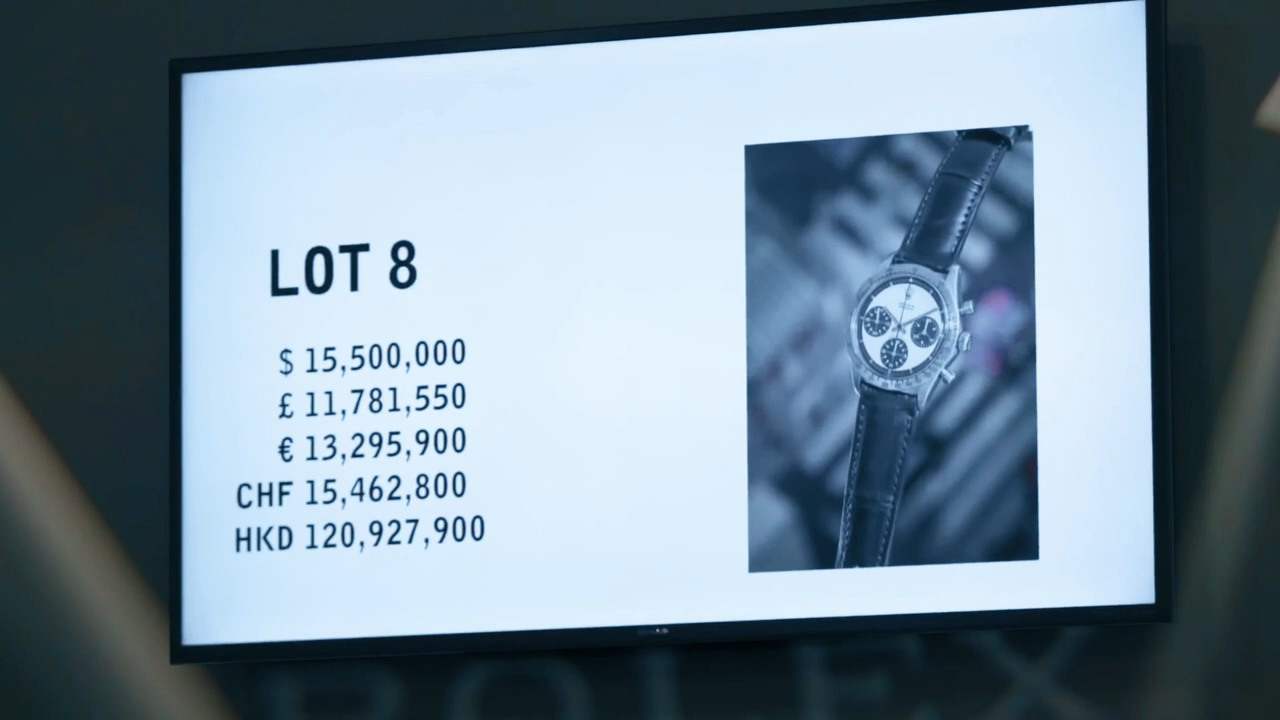 LOT 8
$ 15,500,000
£ 11,781,550
€ 13,295,900
CHF 15,462,800
HKD 120,927,900
ROLEX